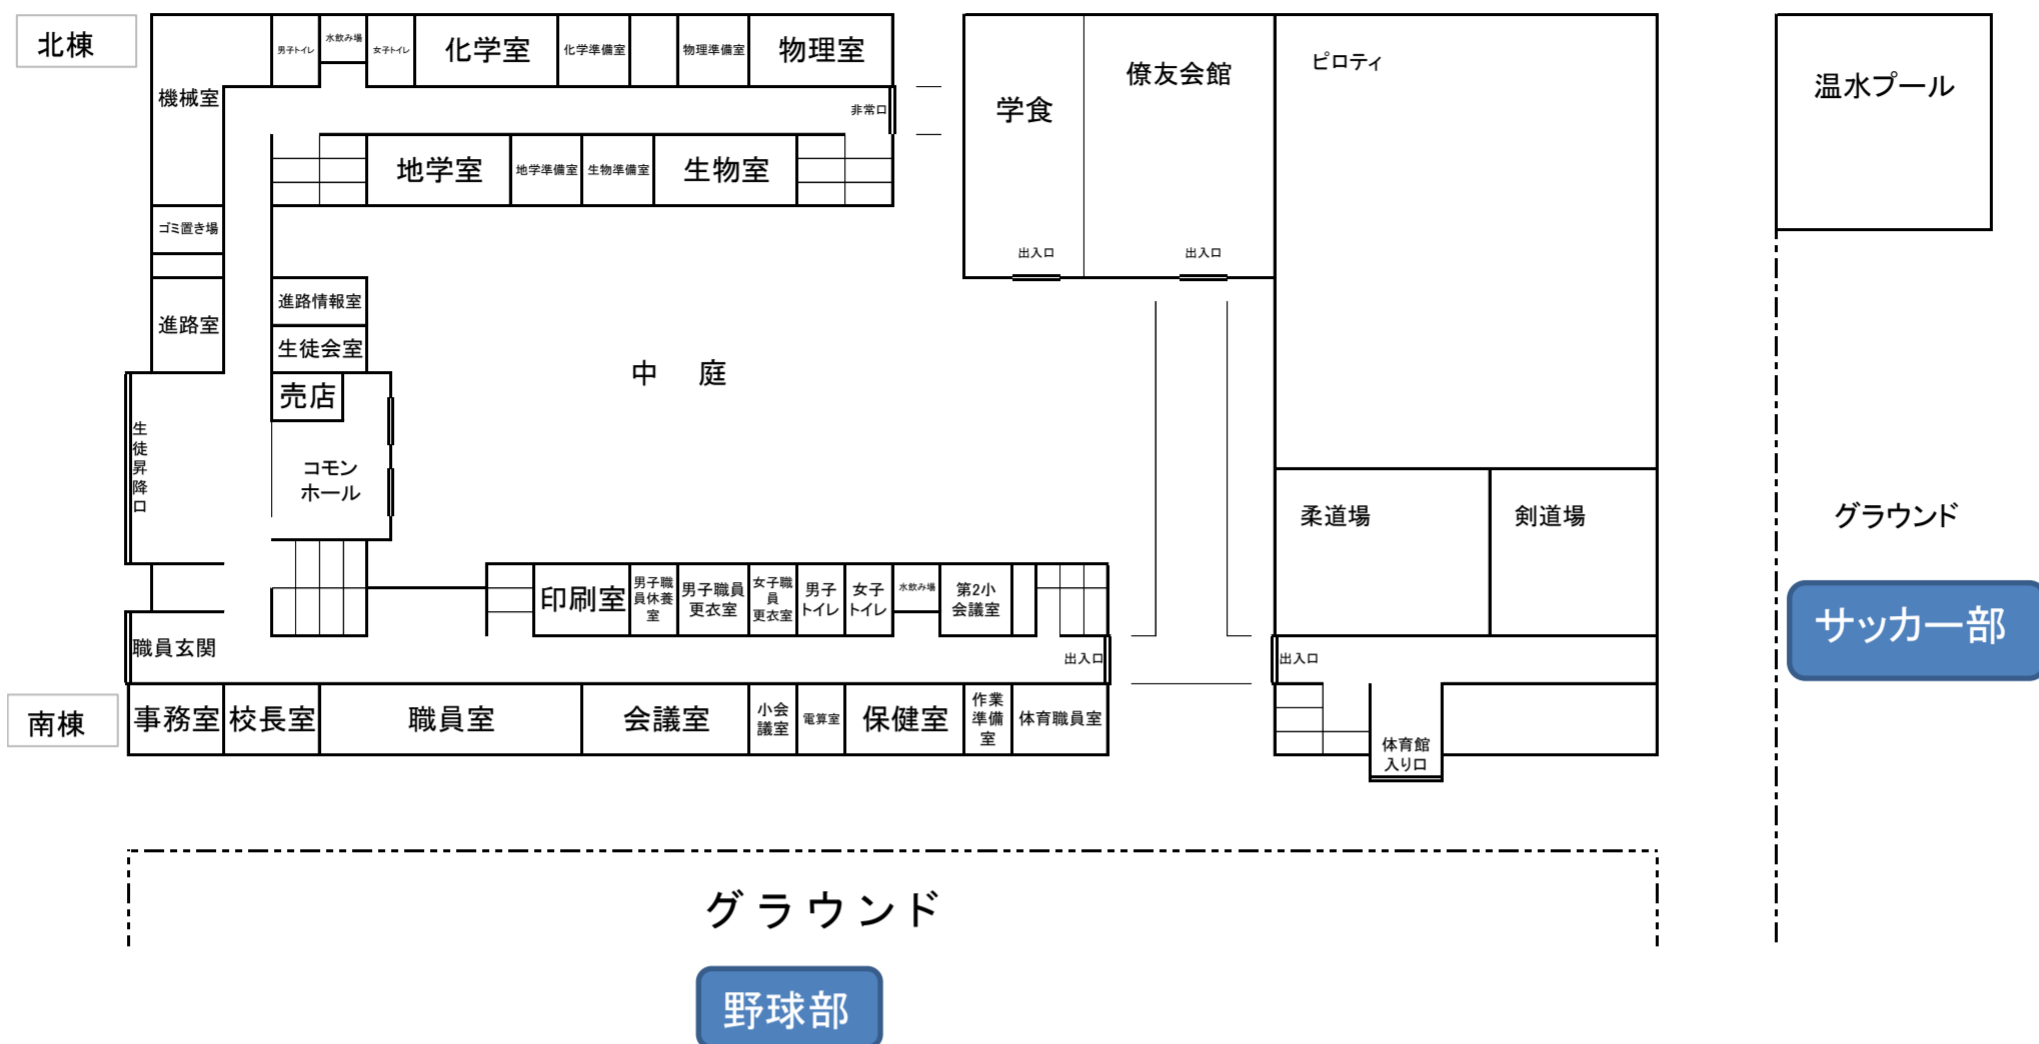 北棟
機械室
男子トイレ
水飲み場
女子トイレ
化学室
化学準備室
物理準備室
物理室
非常口
地学室
地学準備室
生物準備室
生物室
ゴミ置き場
進路室
進路情報室
生徒会室
売店
コモン
ホール
生徒昇降口
中 庭
学食
僚友会館
出入口
出入口
ピロティ
温水プール
柔道場
剣道場
グラウンド
サッカー部
印刷室
男子職
員休養
室
男子職員
更衣室
女子職
員
更衣室
男子
トイレ
女子
トイレ
水飲み場
第2小
会議室
職員玄関
出入口
出入口
南棟
事務室
校長室
職員室
会議室
小会
議室
電算室
保健室
作業
準備
室
体育職員室
体育館
入り口
グラウンド
野球部